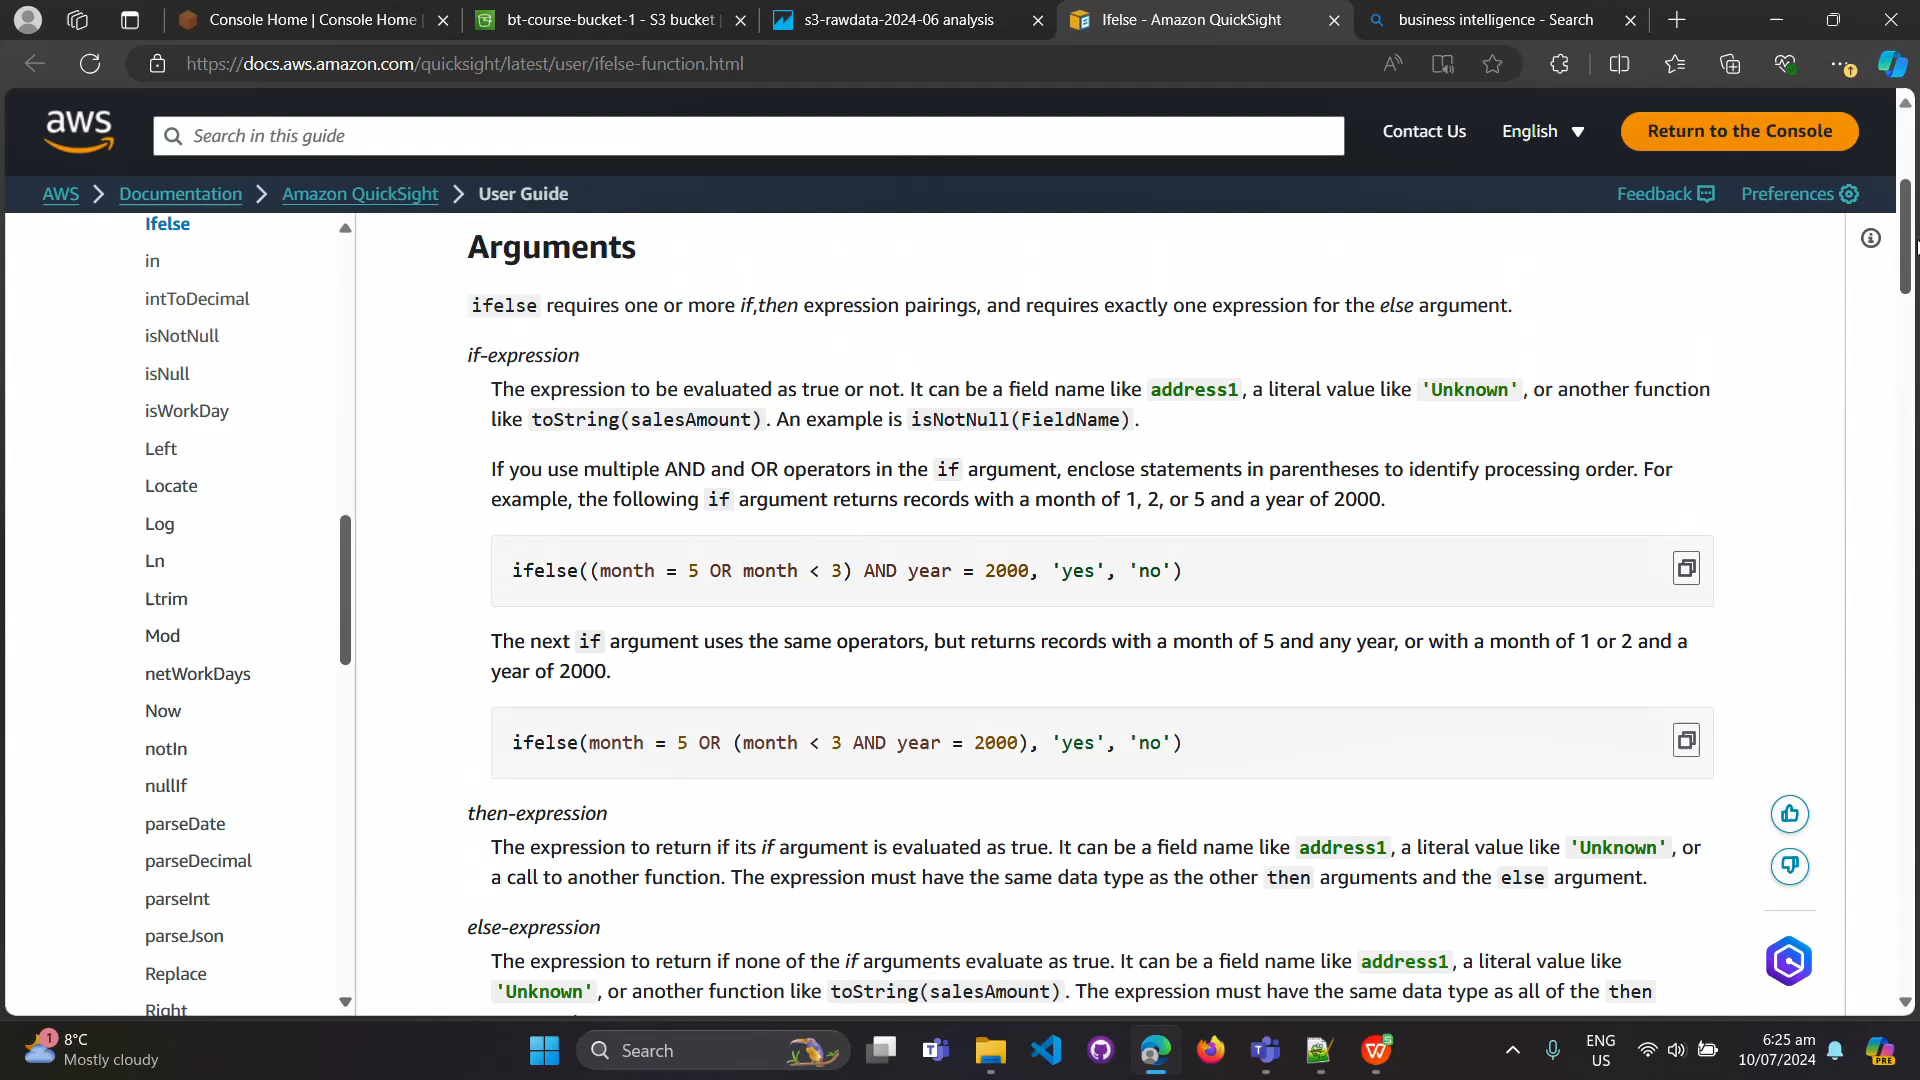 Console Home | Console Home
bt-course-bucket-1 - S3 bucket
s3-rawdata-2024-06 analysis
Ifelse - Amazon QuickSight
business intelligence - Search
https://docs.aws.amazon.com/quicksight/latest/user/ifelse-function.html
aws
Search in this guide
Contact Us
English
Return to the Console
AWS
Documentation
Amazon QuickSight
User Guide
Feedback
Preferences
Ifelse
in
intToDecimal
isNotNull
isNull
isWorkDay
Left
Locate
Log
Ln
Ltrim
Mod
netWorkDays
Now
notIn
nullIf
parseDate
parseDecimal
parseInt
parseJson
Replace
Right
Arguments
ifelse requires one or more if,then expression pairings, and requires exactly one expression for the else argument.
if-expression
The expression to be evaluated as true or not. It can be a field name like address1, a literal value like 'Unknown', or another function
like toString(salesAmount). An example is isNotNull(FieldName).
If you use multiple AND and OR operators in the if argument, enclose statements in parentheses to identify processing order. For
example, the following if argument returns records with a month of 1, 2, or 5 and a year of 2000.
ifelse((month = 5 OR month < 3) AND year = 2000, 'yes', 'no')
The next if argument uses the same operators, but returns records with a month of 5 and any year, or with a month of 1 or 2 and a
year of 2000.
ifelse(month = 5 OR (month < 3 AND year = 2000), 'yes', 'no')
then-expression
The expression to return if its if argument is evaluated as true. It can be a field name like address1, a literal value like 'Unknown', or
a call to another function. The expression must have the same data type as the other then arguments and the else argument.
else-expression
The expression to return if none of the if arguments evaluate as true. It can be a field name like address1, a literal value like
'Unknown', or another function like toString(salesAmount). The expression must have the same data type as all of the then
1
8°C
Mostly cloudy
Search
ENG
US
6:25 am
10/07/2024
PRE